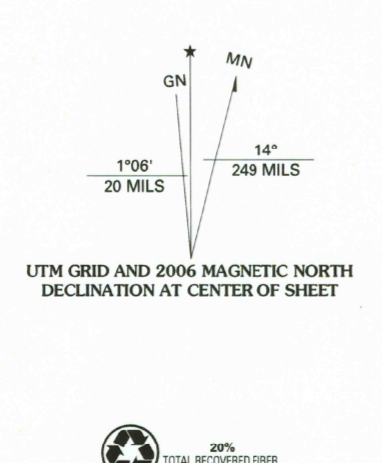 MN
GN
14°
249 MILS
1°06'
20 MILS
UTM GRID AND 2006 MAGNETIC NORTH
DECLINATION AT CENTER OF SHEET
20%
TOTAL RECOVERED FIBER